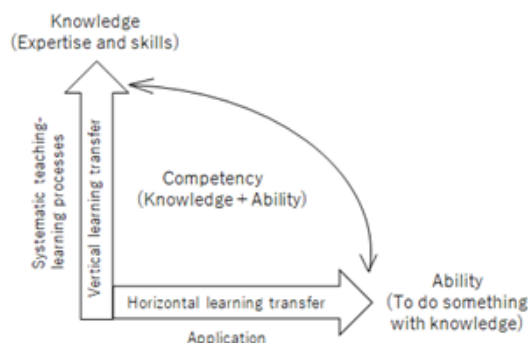 Knowledge
(Expertise and skills)
Systematic teaching-
learning processes
Vertical learning transfer
Competency
(Knowledge + Ability)
Horizontal learning transfer
Application
Ability
(To do something
with knowledge)